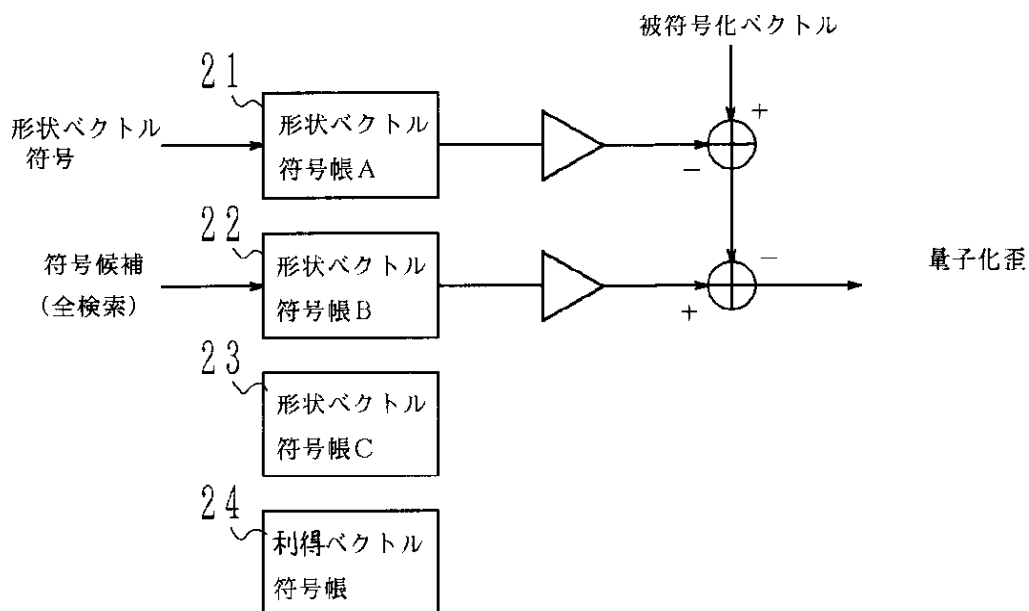 被符号化ベクトル
21
+
形状ベクトル
符号
形状ベクトル
符号帳A
−
22
−
符号候補
(全検索)
形状ベクトル
符号帳B
+
量子化歪
23
形状ベクトル
符号帳C
24
利得ベクトル
符号帳